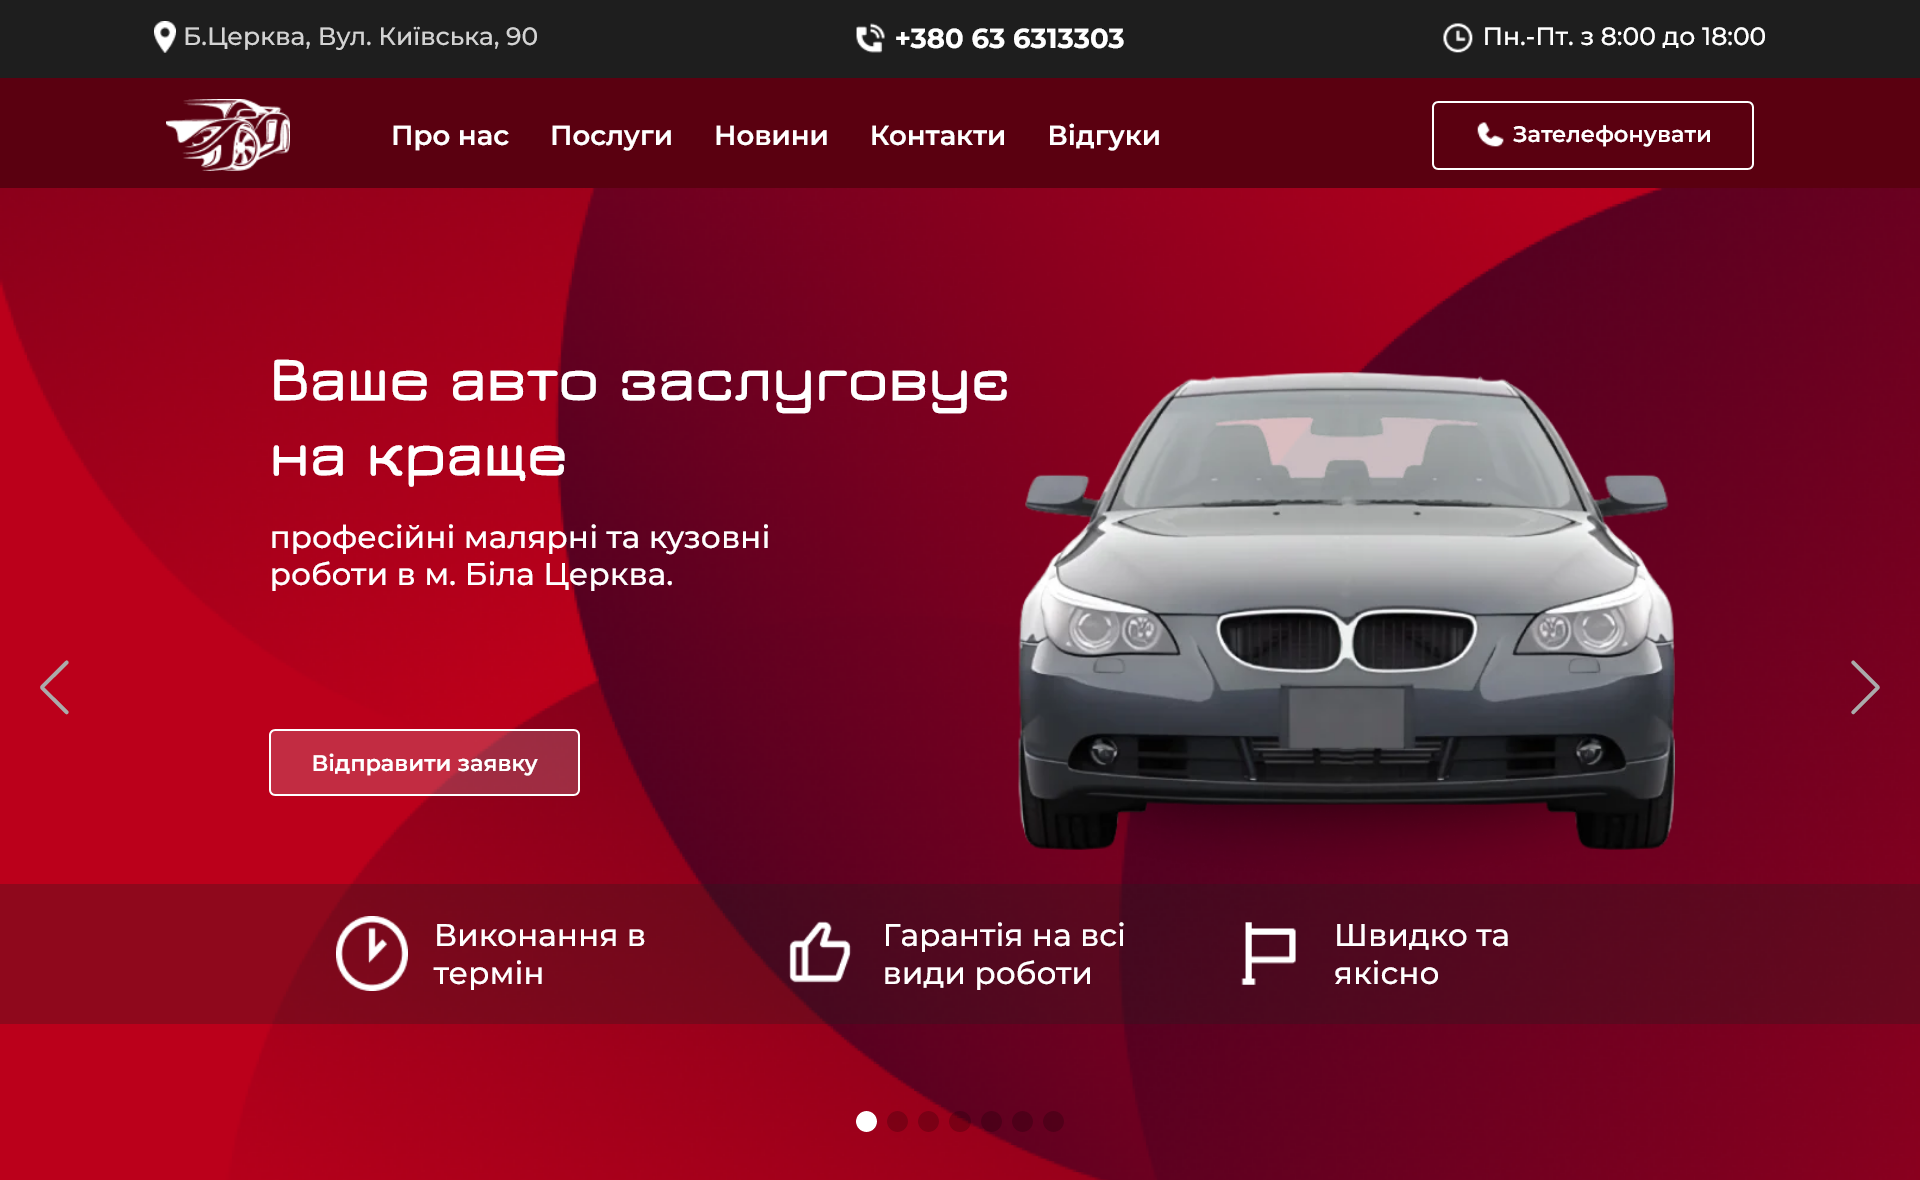 Б.Церква, Вул. Київська, 90
+380 63 6313303
Пн.-Пт. з 8:00 до 18:00
Про нас
Послуги
Новини
Контакти
Відгуки
Зателефонувати
Ваше авто заслуговує
на краще
професійні малярні та кузовні
роботи в м. Біла Церква.
Відправити заявку
Виконання в
термін
Гарантія на всі
види роботи
Швидко та
якісно